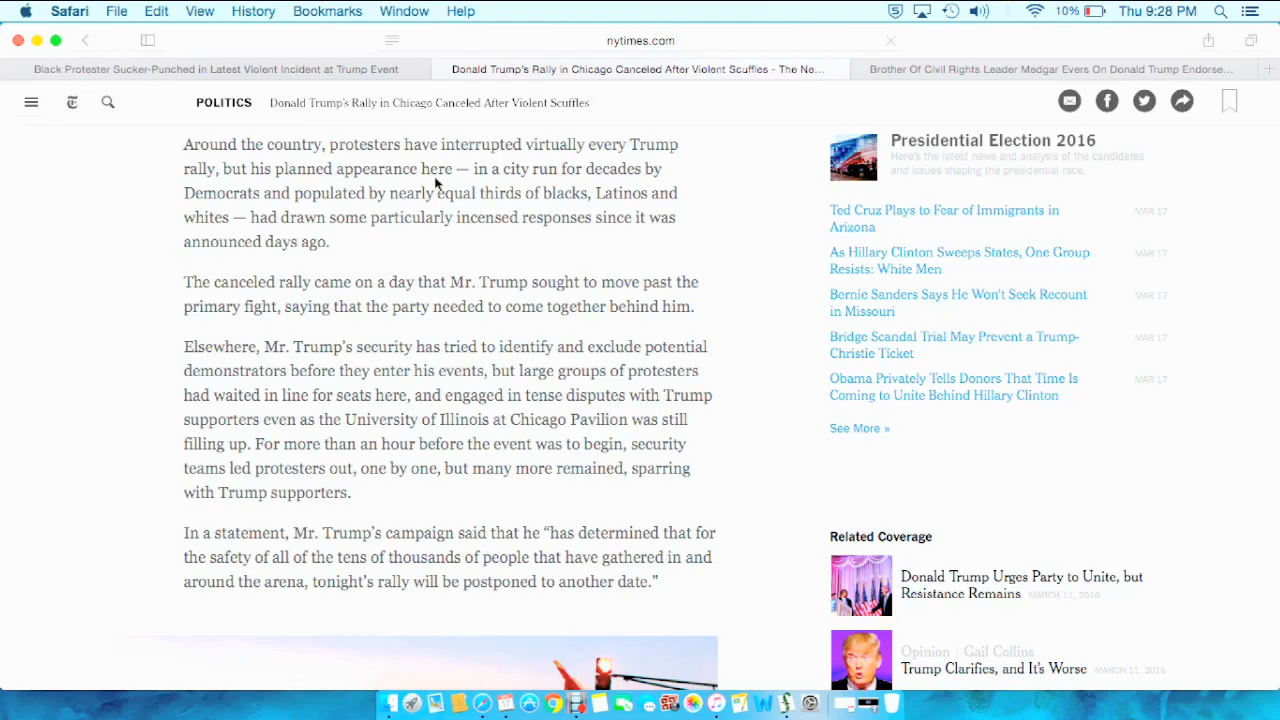 Safari File Edit View History Bookmarks Window Help
5 10% Thu 9:28 PM
nytimes.com
Black Protester Sucker-Punched in Latest Violent Incident at Trump Event
Donald Trump's Rally in Chicago Canceled After Violent Scuffles - The Ne...
Brother Of Civil Rights Leader Medgar Evers On Donald Trump Endorse...
POLITICS Donald Trump's Rally in Chicago Canceled After Violent Scuffles
Around the country, protesters have interrupted virtually every Trump
rally, but his planned appearance here — in a city run for decades by
Democrats and populated by nearly equal thirds of blacks, Latinos and
whites — had drawn some particularly incensed responses since it was
announced days ago.
The canceled rally came on a day that Mr. Trump sought to move past the
primary fight, saying that the party needed to come together behind him.
Elsewhere, Mr. Trump's security has tried to identify and exclude potential
demonstrators before they enter his events, but large groups of protesters
had waited in line for seats here, and engaged in tense disputes with Trump
supporters even as the University of Illinois at Chicago Pavilion was still
filling up. For more than an hour before the event was to begin, security
teams led protesters out, one by one, but many more remained, sparring
with Trump supporters.
In a statement, Mr. Trump's campaign said that he “has determined that for
the safety of all of the tens of thousands of people that have gathered in and
around the arena, tonight's rally will be postponed to another date.”
Presidential Election 2016
Here's the latest news and analysis of the candidates
and issues shaping the presidential race.
Ted Cruz Plays to Fear of Immigrants in MAR 17
Arizona
As Hillary Clinton Sweeps States, One Group MAR 17
Resists: White Men
Bernie Sanders Says He Won't Seek Recount MAR 17
in Missouri
Bridge Scandal Trial May Prevent a Trump- MAR 17
Christie Ticket
Obama Privately Tells Donors That Time Is MAR 17
Coming to Unite Behind Hillary Clinton
See More »
Related Coverage
Donald Trump Urges Party to Unite, but
Resistance Remains MARCH 11, 2016
Opinion | Gail Collins
Trump Clarifies, and It's Worse MARCH 11, 2016